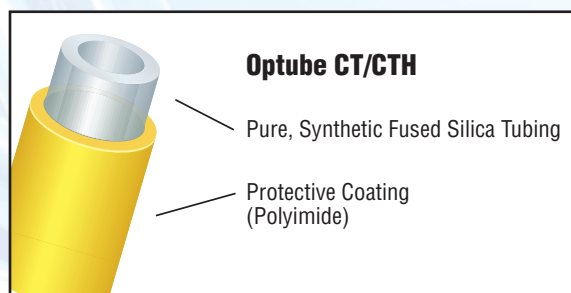 Optube CT/CTH
Pure, Synthetic Fused Silica Tubing
Protective Coating
(Polyimide)